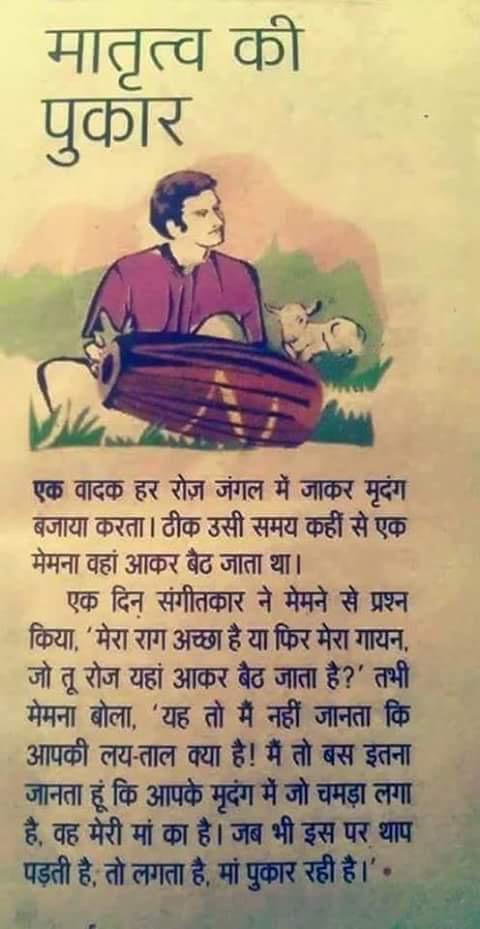 मातृत्व की
पुकार
एक वादक हर रोज़ जंगल में जाकर मृदंग
बजाया करता। ठीक उसी समय कहीं से एक
मेमना वहां आकर बैठ जाता था।
एक दिन संगीतकार ने मेमने से प्रश्न
किया, 'मेरा राग अच्छा है या फिर मेरा गायन,
जो तू रोज यहां आकर बैठ जाता है?' तभी
मेमना बोला, 'यह तो मैं नहीं जानता कि
आपकी लय-ताल क्या है! मैं तो बस इतना
जानता हूं कि आपके मृदंग में जो चमड़ा लगा
है, वह मेरी मां का है। जब भी इस पर थाप
पड़ती है, तो लगता है, मां पुकार रही है।'